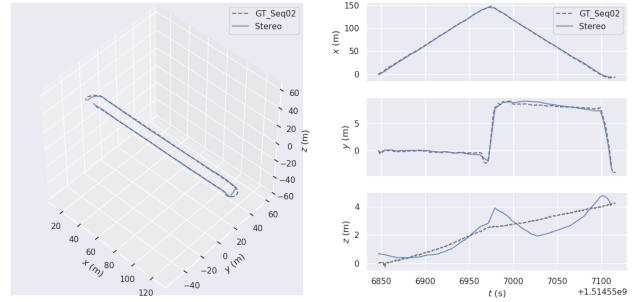 GT_Seq02
Stereo
60
40
20
0
−20
−40
−60
z (m)
20
40
60
80
100
120
x (m)
−40
−20
0
20
40
60
y (m)
GT_Seq02
Stereo
150
100
50
0
x (m)
5
0
y (m)
4
2
0
z (m)
6850
6900
6950
7000
7050
7100
t (s)
+1.51455e9